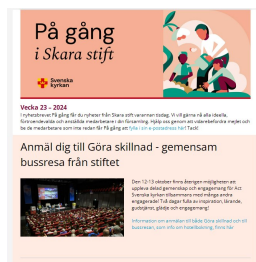 På gång
i Skara stift
Svenska
kyrkan
Vecka 23 – 2024
I nyhetsbrevet På gång får du nyheter från Skara stift varannan tisdag. Vi vill gärna nå alla ideella,
förtroendevalda och anställda medarbetare i ditt församling. Hjälp oss genom att vidarebefordra mejlet och
be de medarbetare som inte redan får På gång att fylla i sin e-postadress här! Tack!
Anmäl dig till Göra skillnad - gemensam
bussresa från stiftet
Den 12-13 oktober finns återigen möjligheten att
uppleva delad gemenskap och engagemang för Act
Svenska kyrkan tillsammans med många andra
engagerade! Två dagar fulla av inspiration, lärande,
gudstjänst, glädje och engagemang!
Information om anmälan till både Göra skillnad och till
bussresan, som info om hotellbokning, finns här